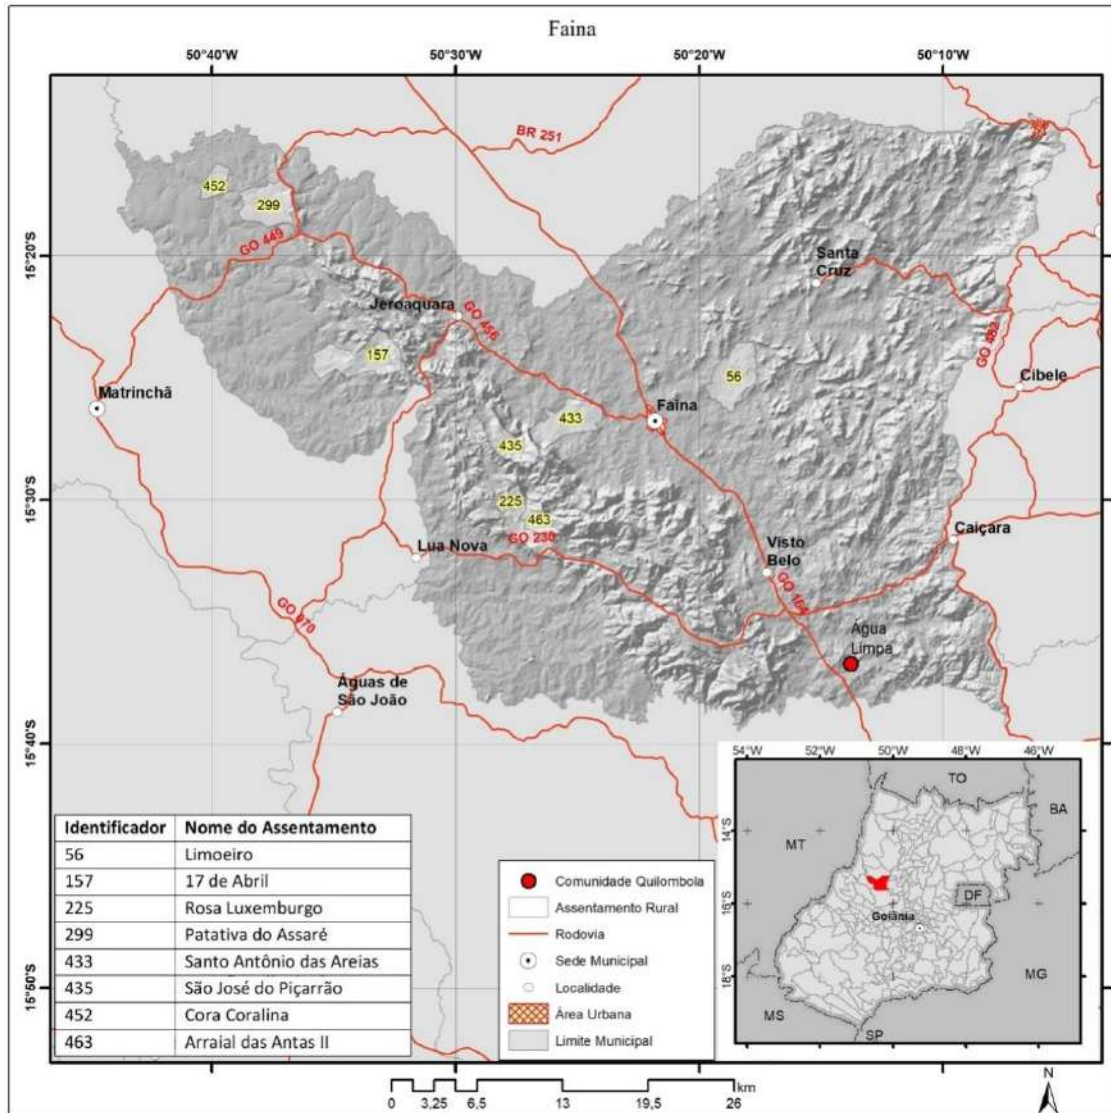 Faina
50°40'W
50°30'W
50°20'W
50°10'W
BR 251
452
299
GO 449
15°20'S
Santa
Cruz
Jeroaquara
GO 456
GO 482
157
56
Cibele
Matrinchã
Faina
433
435
225
463
15°30'S
GO 230
Lua Nova
Visto
Belo
Caiçara
GO 164
GO 070
Água
Limpa
Águas de
São João
15°40'S
15°50'S
Identificador Nome do Assentamento
56 Limoeiro
157 17 de Abril
225 Rosa Luxemburgo
299 Patativa do Assaré
433 Santo Antônio das Areias
435 São José do Piçarrão
452 Cora Coralina
463 Arraial das Antas II
Comunidade Quilombola
Assentamento Rural
Rodovia
Sede Municipal
Localidade
Área Urbana
Limite Municipal
54°W
52°W
50°W
48°W
46°W
TO
BA
14°S
MT
DF
16°S
Goiânia
MG
18°S
MS
SP
km
0 3,25 6,5 13 19,5 26
N